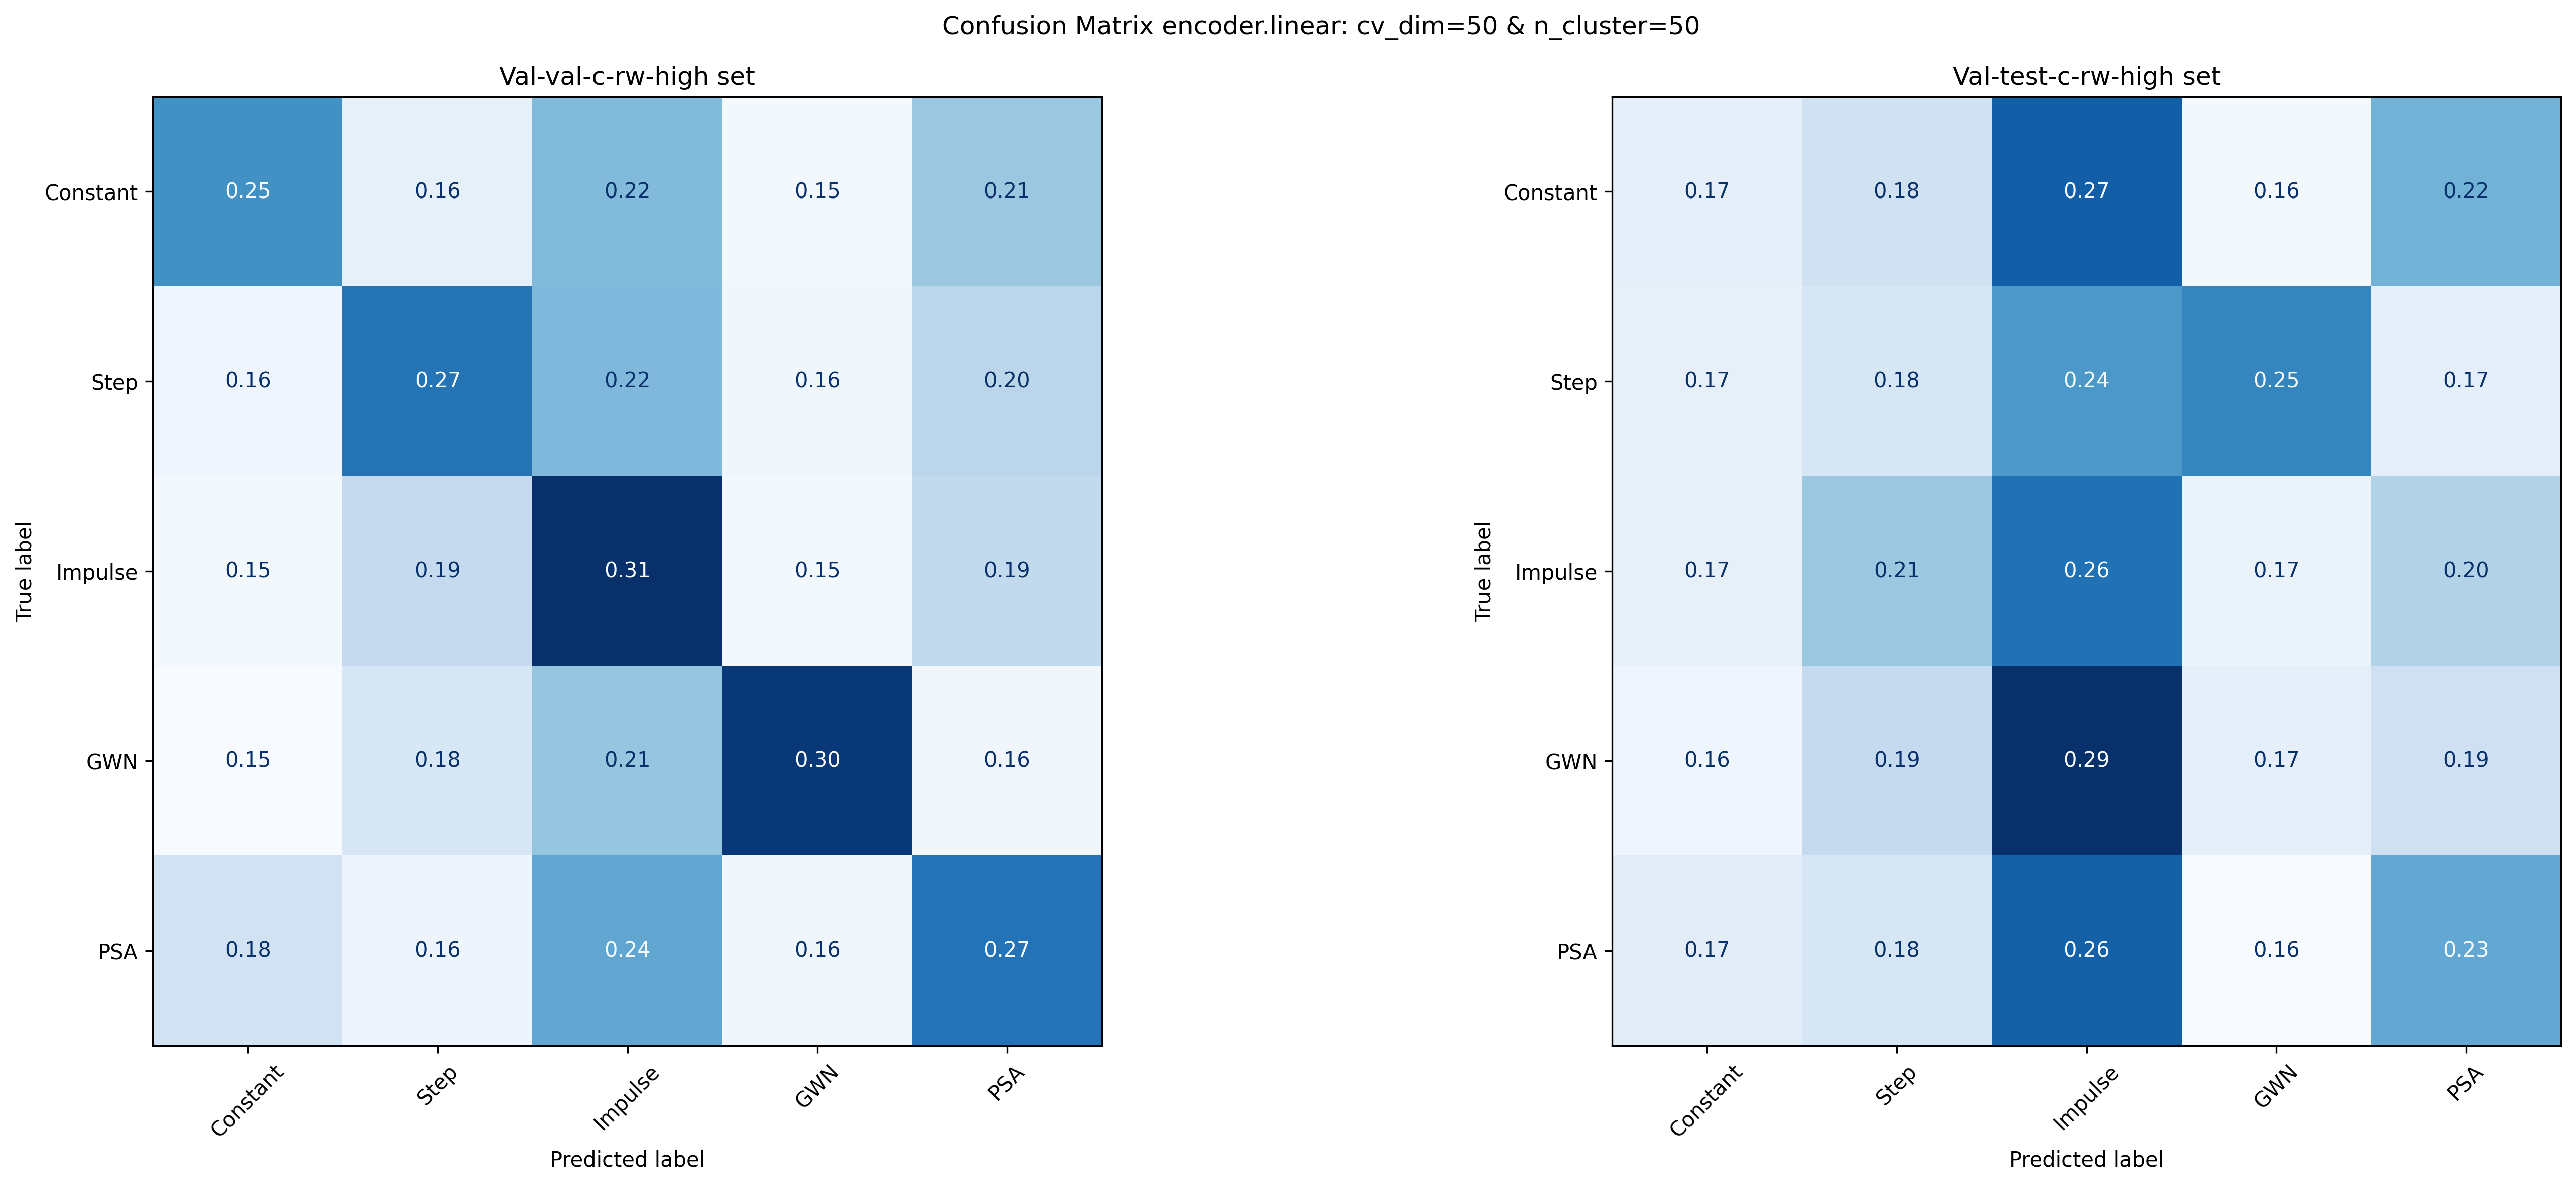 Confusion Matrix encoder.linear: cv_dim=50 & n_cluster=50
Val-val-c-rw-high set
True label
Constant 0.25 0.16 0.22 0.15 0.21
Step 0.16 0.27 0.22 0.16 0.20
Impulse 0.15 0.19 0.31 0.15 0.19
GWN 0.15 0.18 0.21 0.30 0.16
PSA 0.18 0.16 0.24 0.16 0.27
Constant Step Impulse GWN PSA
Predicted label
Val-test-c-rw-high set
True label
Constant 0.17 0.18 0.27 0.16 0.22
Step 0.17 0.18 0.24 0.25 0.17
Impulse 0.17 0.21 0.26 0.17 0.20
GWN 0.16 0.19 0.29 0.17 0.19
PSA 0.17 0.18 0.26 0.16 0.23
Constant Step Impulse GWN PSA
Predicted label